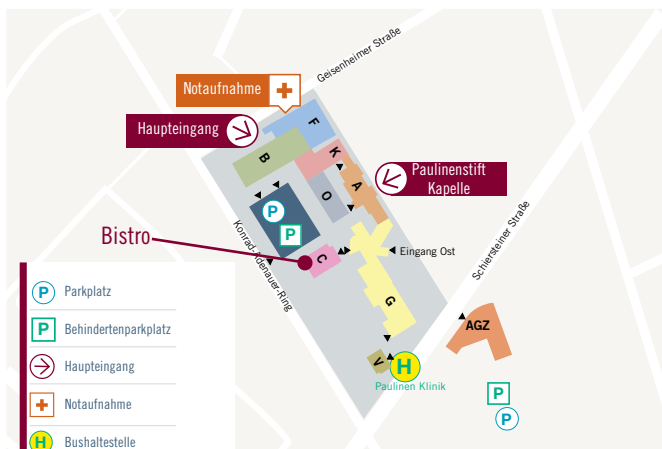 Geisenheimer Straße
Notaufnahme
F
Haupteingang
B
K
A
Paulinenstift
Kapelle
O
P
P
Konrad-Adenauer-Ring
Schiersteiner Straße
Bistro
C
Eingang Ost
G
P Parkplatz
P Behindertenparkplatz
Haupteingang
Notaufnahme
H Bushaltestelle
AGZ
V
H
Paulinen Klinik
P
P